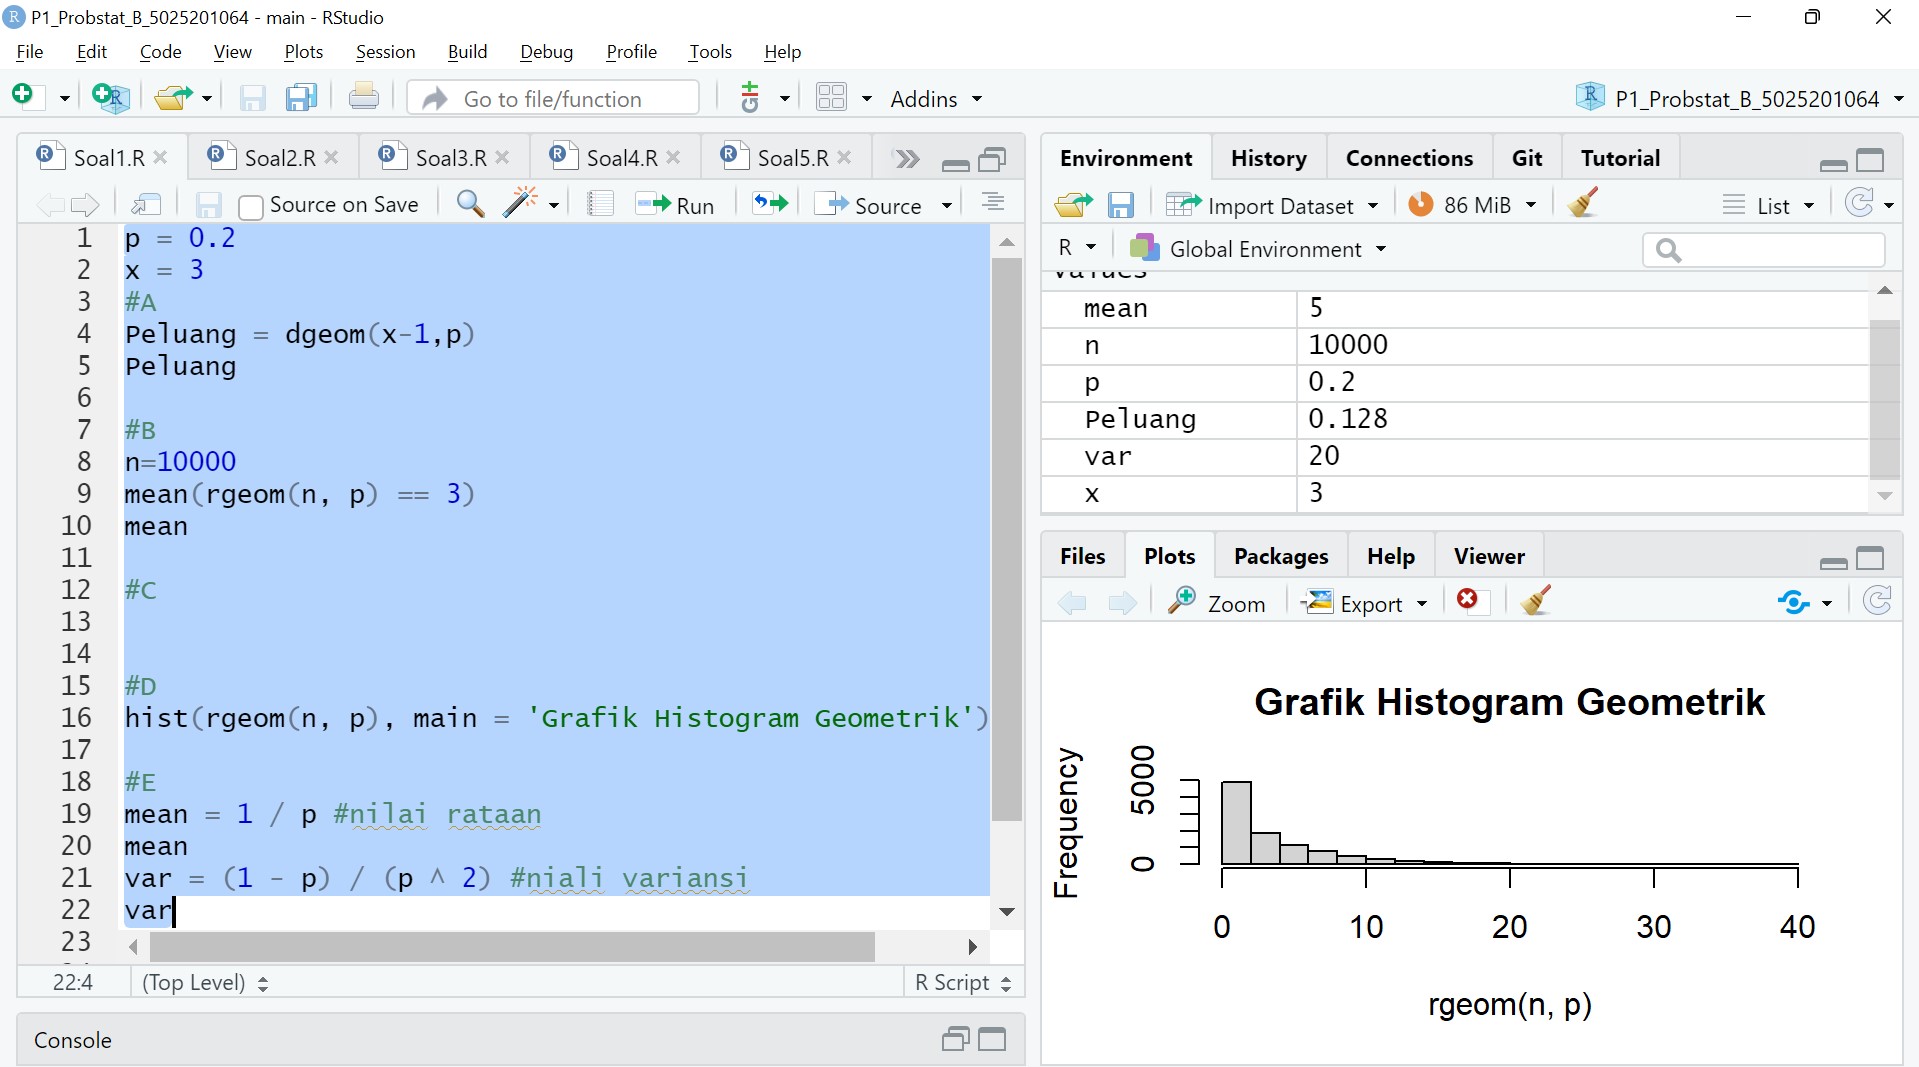 P1_Probstat_B_5025201064 - main - RStudio
File Edit Code View Plots Session Build Debug Profile Tools Help
Go to file/function Addins P1_Probstat_B_5025201064
Soal1.R Soal2.R Soal3.R Soal4.R Soal5.R
Source on Save Run Source
1 p = 0.2
2 x = 3
3 #A
4 Peluang = dgeom(x-1,p)
5 Peluang
6
7 #B
8 n=10000
9 mean(rgeom(n, p) == 3)
10 mean
11
12 #C
13
14
15 #D
16 hist(rgeom(n, p), main = 'Grafik Histogram Geometrik')
17
18 #E
19 mean = 1 / p #nilai rataan
20 mean
21 var = (1 - p) / (p ^ 2) #niali variansi
22 var
23
22:4 (Top Level) R Script
Console
Environment History Connections Git Tutorial
Import Dataset 86 MiB List
R Global Environment
values
mean 5
n 10000
p 0.2
Peluang 0.128
var 20
x 3
Files Plots Packages Help Viewer
Zoom Export
Grafik Histogram Geometrik
Frequency
0 5000
0 10 20 30 40
rgeom(n, p)